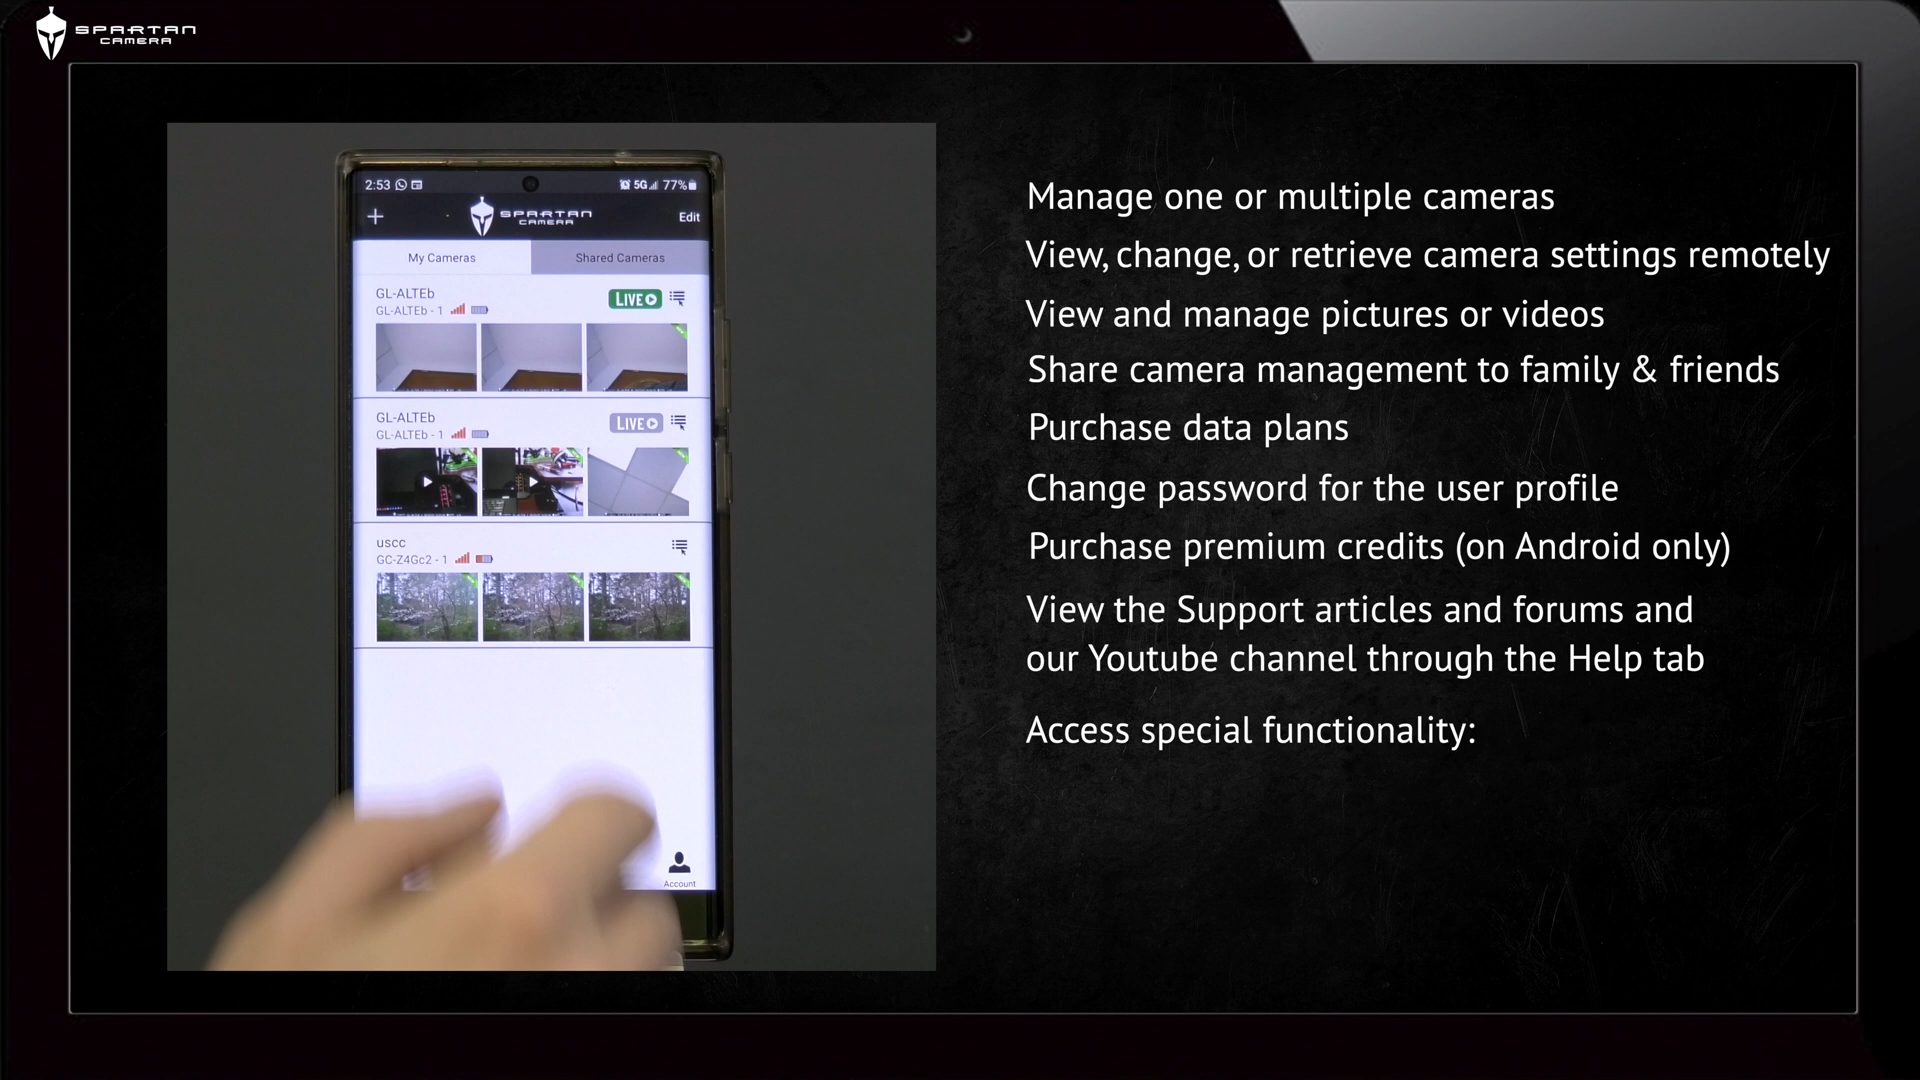 SPARTAN
CAMERA
2:53
5G
77%
SPARTAN
CAMERA
Edit
My Cameras
Shared Cameras
GL-ALTEb
LIVE
GL-ALTEb - 1
GL-ALTEb
LIVE
GL-ALTEb - 1
uscc
GC-Z4Gc2 - 1
Account
Manage one or multiple cameras
View, change, or retrieve camera settings remotely
View and manage pictures or videos
Share camera management to family & friends
Purchase data plans
Change password for the user profile
Purchase premium credits (on Android only)
View the Support articles and forums and
our Youtube channel through the Help tab
Access special functionality: